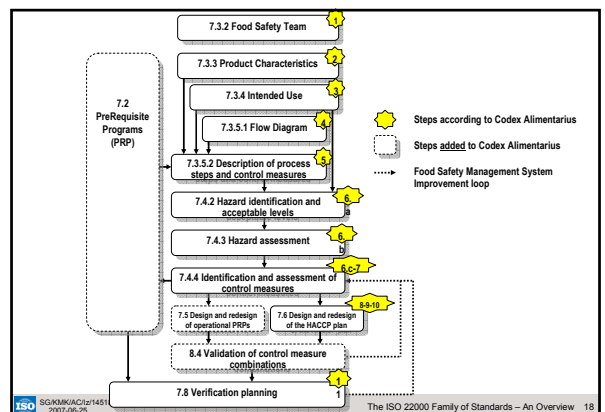 7.3.2 Food Safety Team
1
7.3.3 Product Characteristics
2
7.3.4 Intended Use
3
7.3.5.1 Flow Diagram
4
7.3.5.2 Description of process
steps and control measures
5
7.4.2 Hazard identification and
acceptable levels
6.
a
7.4.3 Hazard assessment
6.
b
7.4.4 Identification and assessment of
control measures
6.c-7
7.5 Design and redesign
of operational PRPs
7.6 Design and redesign
of the HACCP plan
8-9-10
8.4 Validation of control measure
combinations
7.8 Verification planning
1
1
7.2
PreRequisite
Programs
(PRP)
Steps according to Codex Alimentarius
Steps added to Codex Alimentarius
Food Safety Management System
Improvement loop
ISO
SG/KMK/AC/lz/1451
2007-06-25
The ISO 22000 Family of Standards – An Overview 18